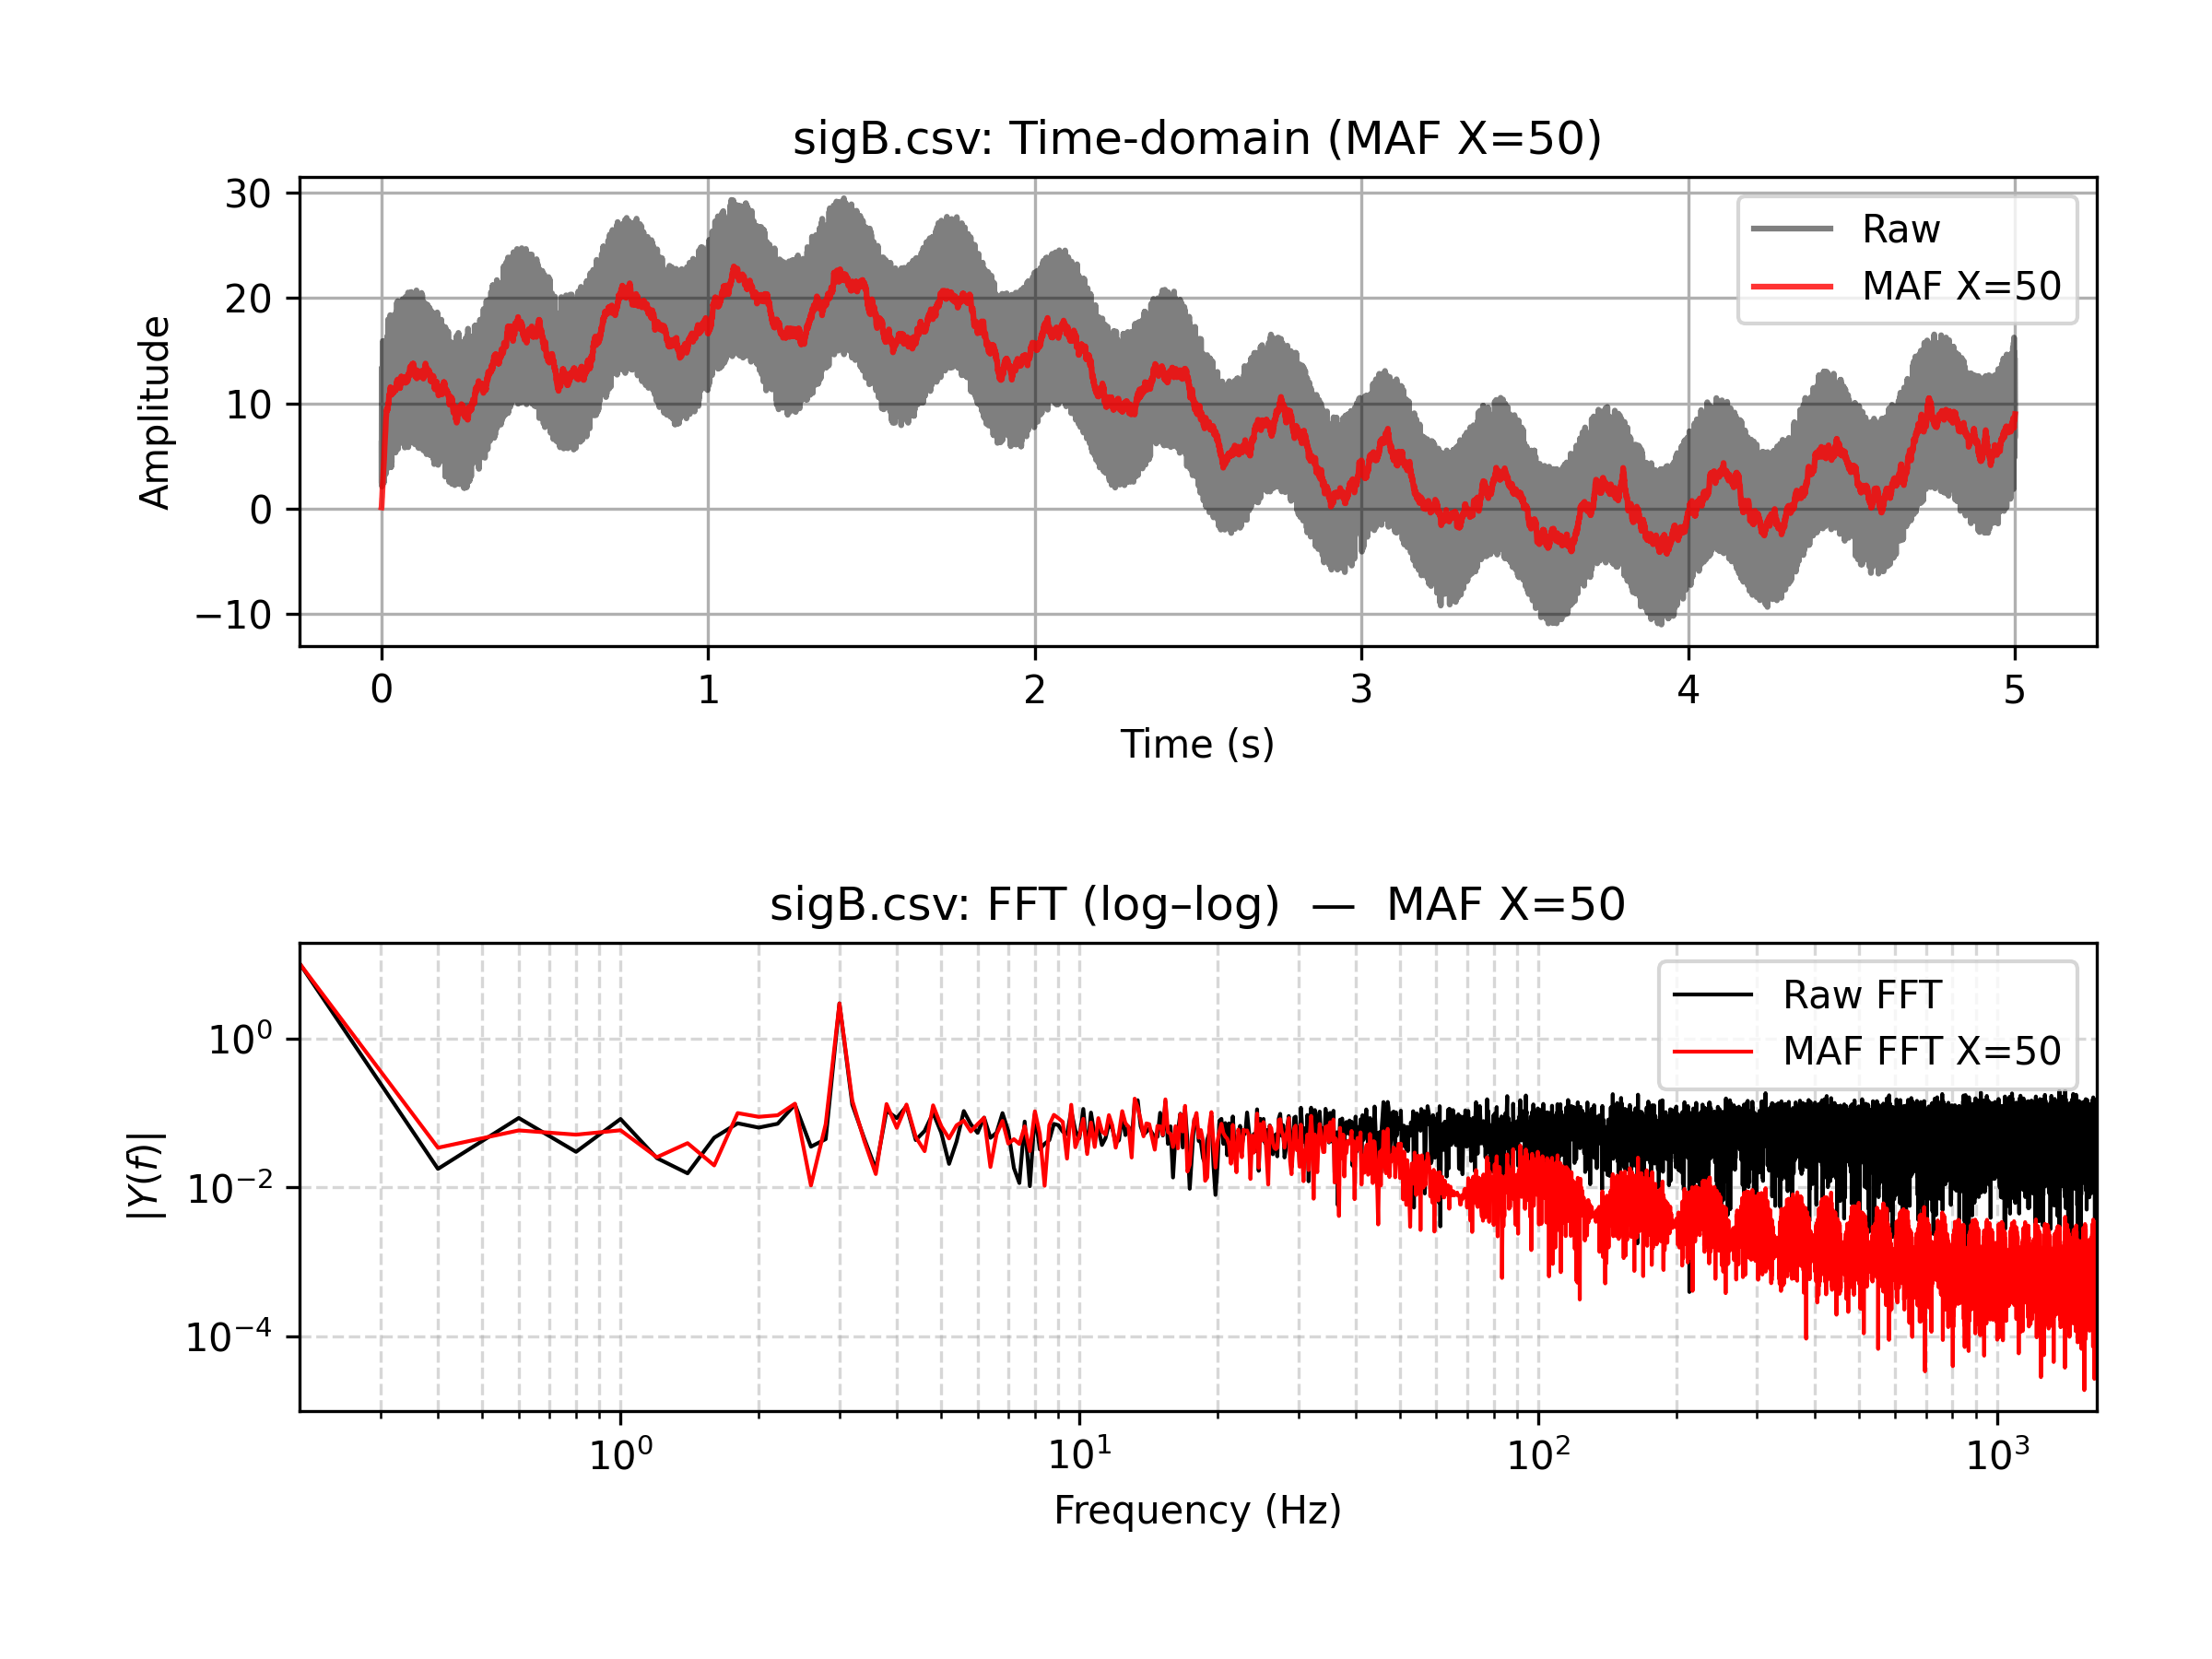 sigB.csv: Time-domain (MAF X=50)
30
20
10
0
−10
Amplitude
Raw
MAF X=50
0 1 2 3 4 5
Time (s)
sigB.csv: FFT (log–log) — MAF X=50
10⁰
10⁻²
10⁻⁴
|Y(f)|
Raw FFT
MAF FFT X=50
10⁰ 10¹ 10² 10³
Frequency (Hz)